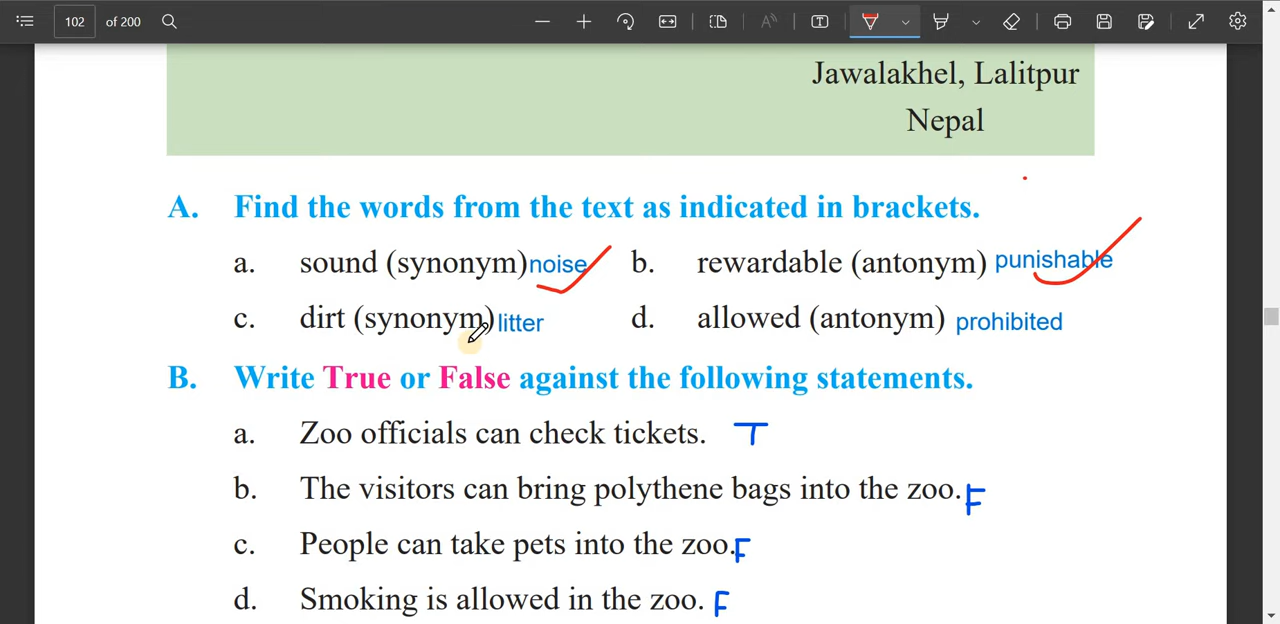 102 of 200
Jawalakhel, Lalitpur
Nepal
A. Find the words from the text as indicated in brackets.
a. sound (synonym) noise b. rewardable (antonym) punishable
c. dirt (synonym) litter d. allowed (antonym) prohibited
B. Write True or False against the following statements.
a. Zoo officials can check tickets. T
b. The visitors can bring polythene bags into the zoo. F
c. People can take pets into the zoo. F
d. Smoking is allowed in the zoo. F